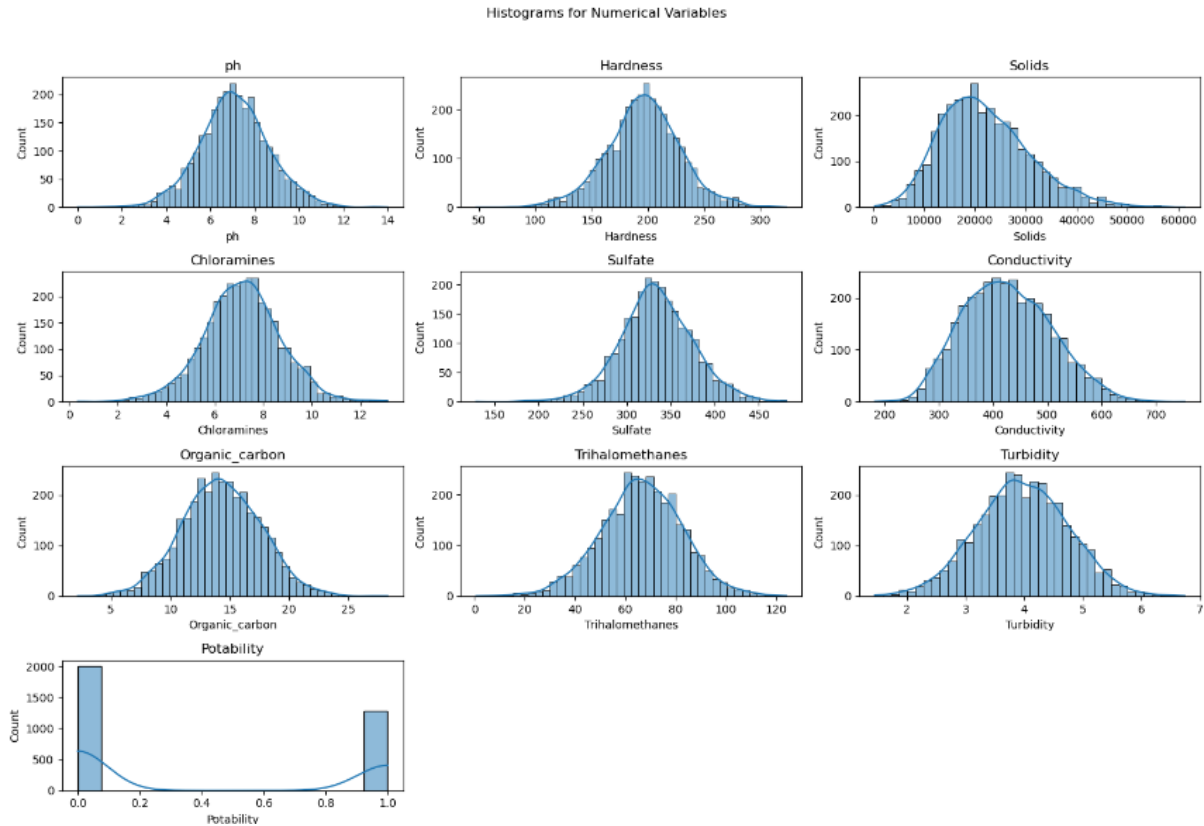 Histograms for Numerical Variables
ph
Hardness
Solids
Count
200
150
100
50
0
0 2 4 6 8 10 12 14
ph
Count
250
200
150
100
50
0
50 100 150 200 250 300
Hardness
Count
200
100
0
0 10000 20000 30000 40000 50000 60000
Solids
Chloramines
Sulfate
Conductivity
Count
200
150
100
50
0
0 2 4 6 8 10 12
Chloramines
Count
200
150
100
50
0
150 200 250 300 350 400 450
Sulfate
Count
200
100
0
200 300 400 500 600 700
Conductivity
Organic_carbon
Trihalomethanes
Turbidity
Count
200
100
0
5 10 15 20 25
Organic_carbon
Count
200
100
0
0 20 40 60 80 100 120
Trihalomethanes
Count
200
100
0
2 3 4 5 6 7
Turbidity
Potability
Count
2000
1500
1000
500
0
0.0 0.2 0.4 0.6 0.8 1.0
Potability